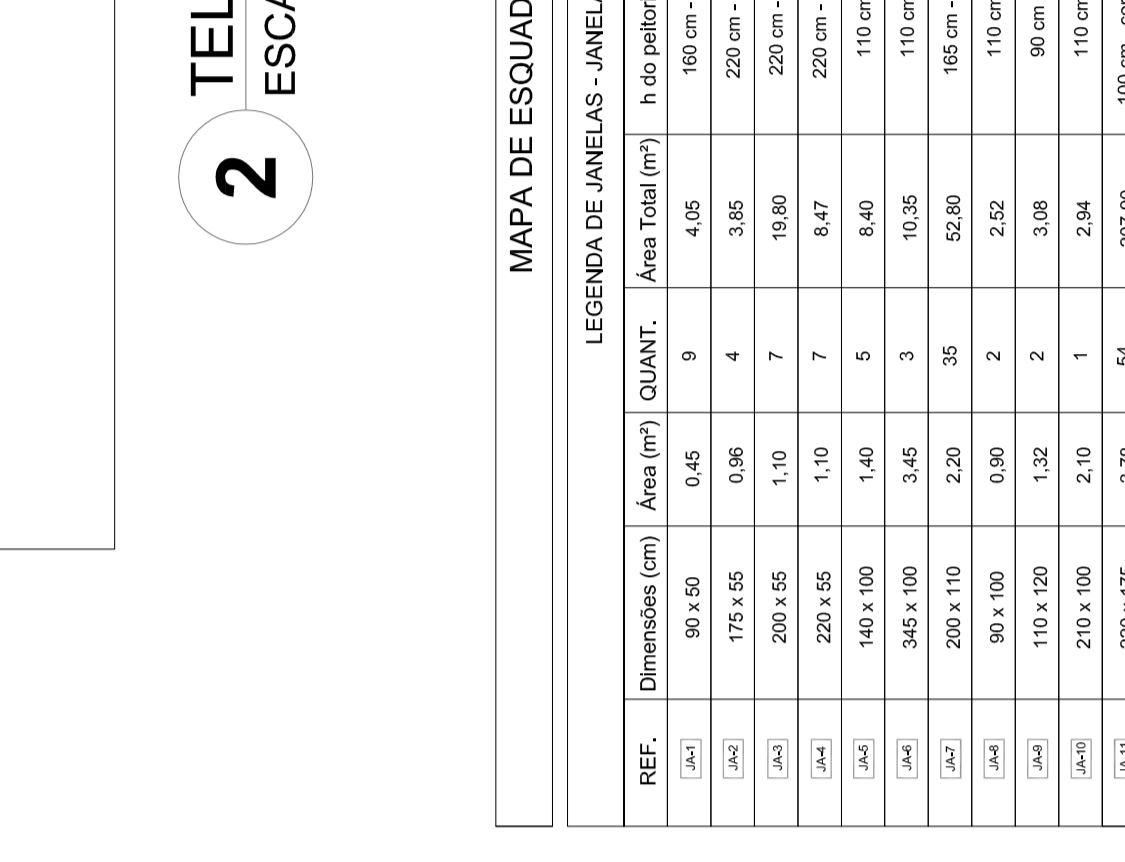 2
TEL
ESCA
MAPA DE ESQUAD
LEGENDA DE JANELAS - JANEL
REF. Dimensões (cm) Área (m²) QUANT. Área Total (m²) h do peitor
JA-1 90 x 50 0,45 9 4,05 160 cm -
JA-2 175 x 55 0,96 4 3,85 220 cm -
JA-3 200 x 55 1,10 7 19,80 220 cm -
JA-4 220 x 55 1,10 7 8,47 220 cm -
JA-5 140 x 100 1,40 5 8,40 110 cm
JA-6 345 x 100 3,45 3 10,35 110 cm
JA-7 200 x 110 2,20 35 52,80 165 cm -
JA-8 90 x 100 0,90 2 2,52 110 cm
JA-9 110 x 120 1,32 2 3,08 90 cm
JA-10 210 x 100 2,10 1 2,94 110 cm